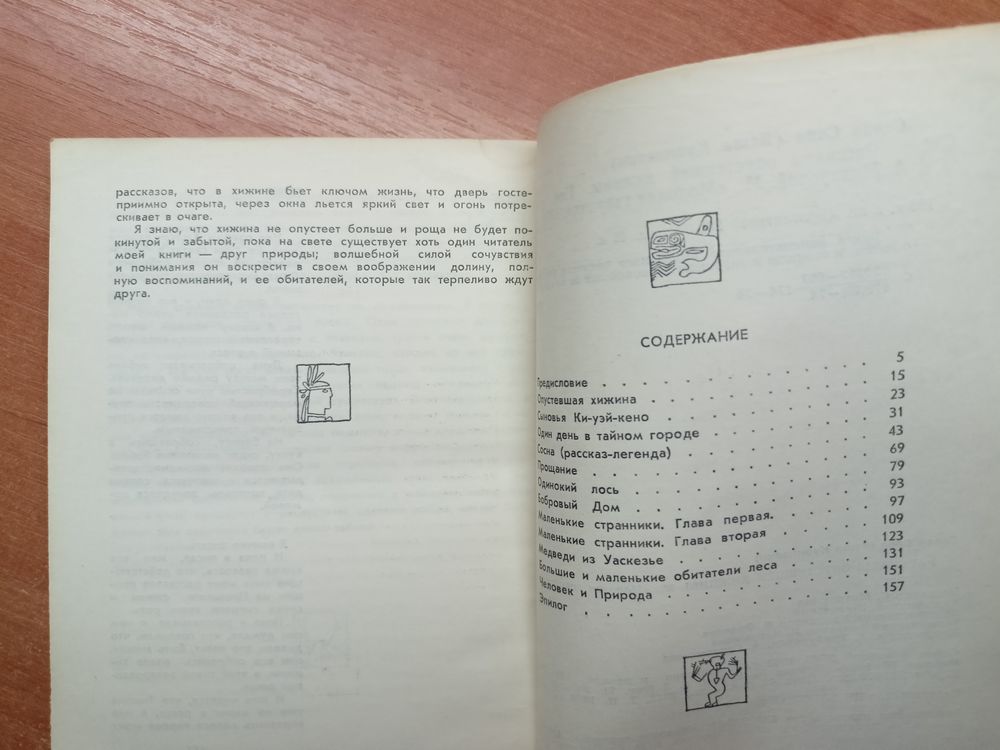 рассказов, что в хижине бьет ключом жизнь, что дверь госте-
приимно открыта, через окна льется яркий свет и огонь потре-
скивает в очаге.
Я знаю, что хижина не опустеет больше и роща не будет по-
кинутой и забытой, пока на свете существует хоть один читатель
моей книги — друг природы; волшебной силой сочувствия
и понимания он воскресит в своем воображении долину, пол-
ную воспоминаний, и ее обитателей, которые так терпеливо ждут
друга.
СОДЕРЖАНИЕ
Предисловие . . . . . . . . . . 5
Опустевшая хижина . . . . . . . . . . 15
Сыновья Ки-уэй-кено . . . . . . . . . . 23
Один день в тайном городе . . . . . . . . 31
Сосна (рассказ-легенда) . . . . . . . . 43
Прощание . . . . . . . . . . 69
Одинокий лось . . . . . . . . . . 79
Бобровый Дом . . . . . . . . . . 93
Маленькие странники. Глава первая. . . . . . 97
Маленькие странники. Глава вторая . . . . . 109
Медведи из Уаскезье . . . . . . . . . 123
Большие и маленькие обитатели леса . . . . . 131
Человек и Природа . . . . . . . . . 151
Эпилог . . . . . . . . . . 157